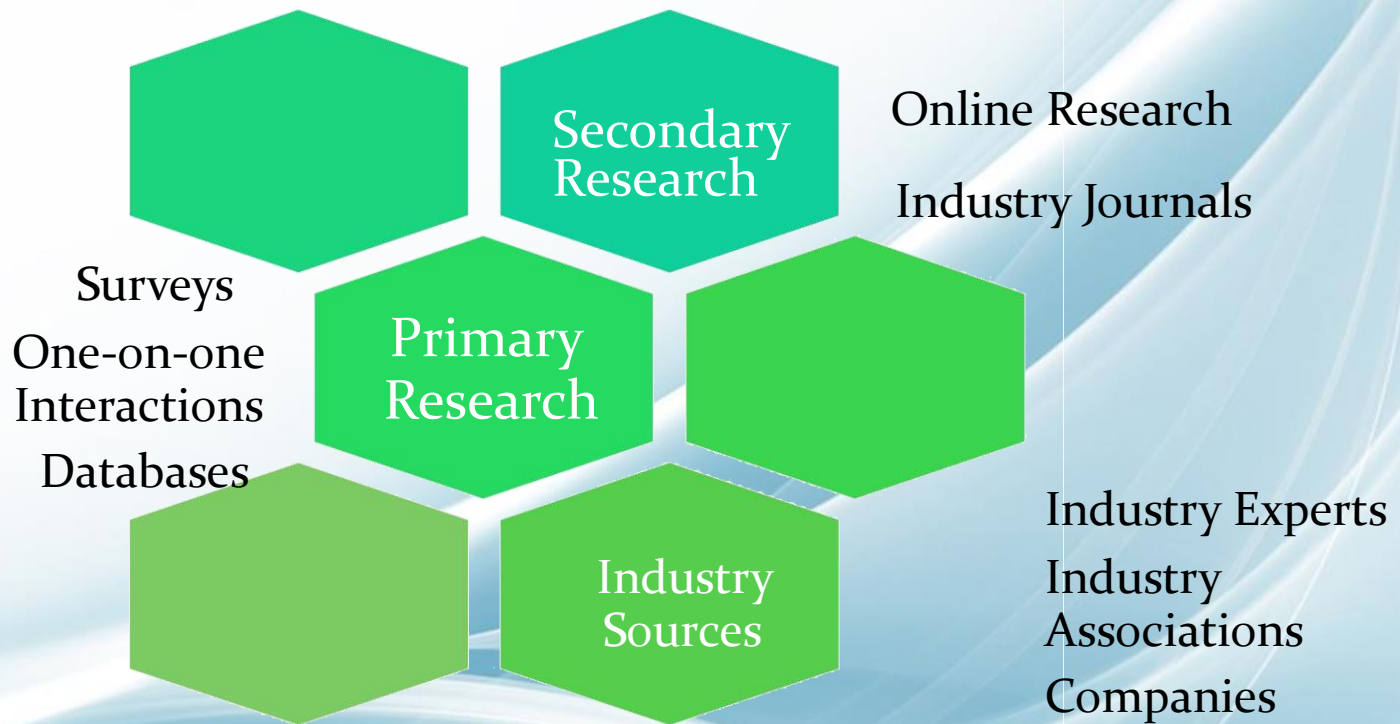 Secondary
Research
Online Research
Industry Journals
Surveys
One-on-one
Interactions
Databases
Primary
Research
Industry
Sources
Industry Experts
Industry
Associations
Companies